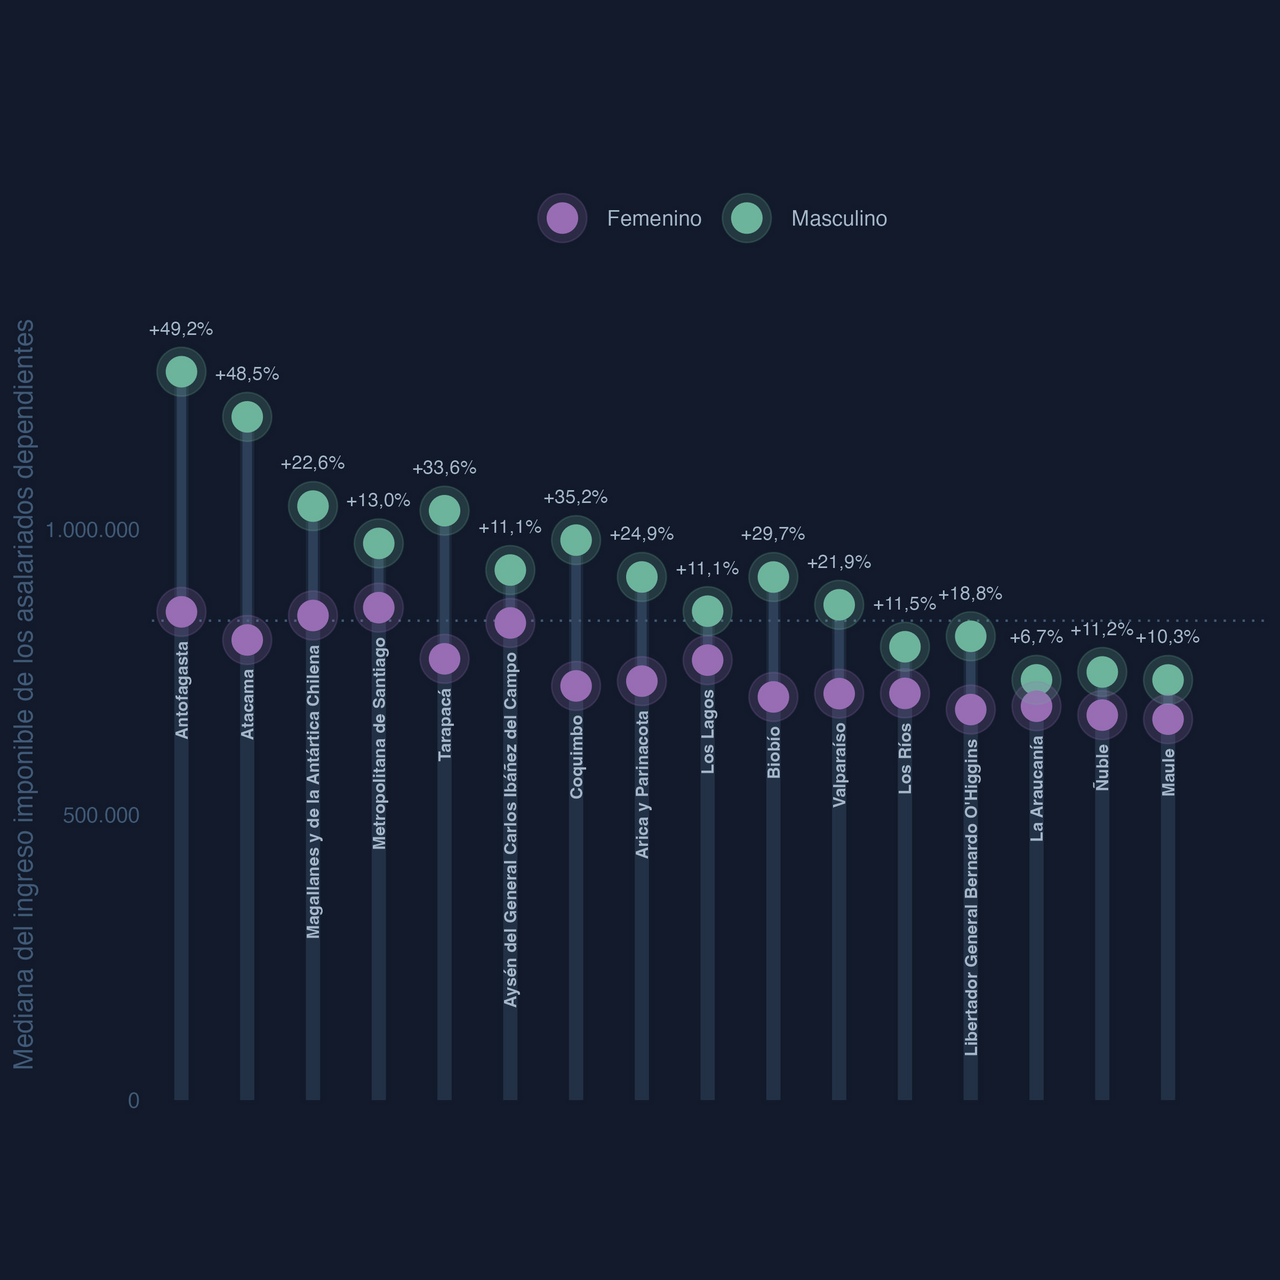 Femenino
Masculino
Mediana del ingreso imponible de los asalariados dependientes
1.000.000
500.000
0
+49,2%
+48,5%
+22,6%
+13,0%
+33,6%
+11,1%
+35,2%
+24,9%
+11,1%
+29,7%
+21,9%
+11,5%
+18,8%
+6,7%
+11,2%
+10,3%
Antofagasta
Atacama
Magallanes y de la Antártica Chilena
Metropolitana de Santiago
Tarapacá
Aysén del General Carlos Ibáñez del Campo
Coquimbo
Arica y Parinacota
Los Lagos
Biobío
Valparaíso
Los Ríos
Libertador General Bernardo O'Higgins
La Araucanía
Ñuble
Maule